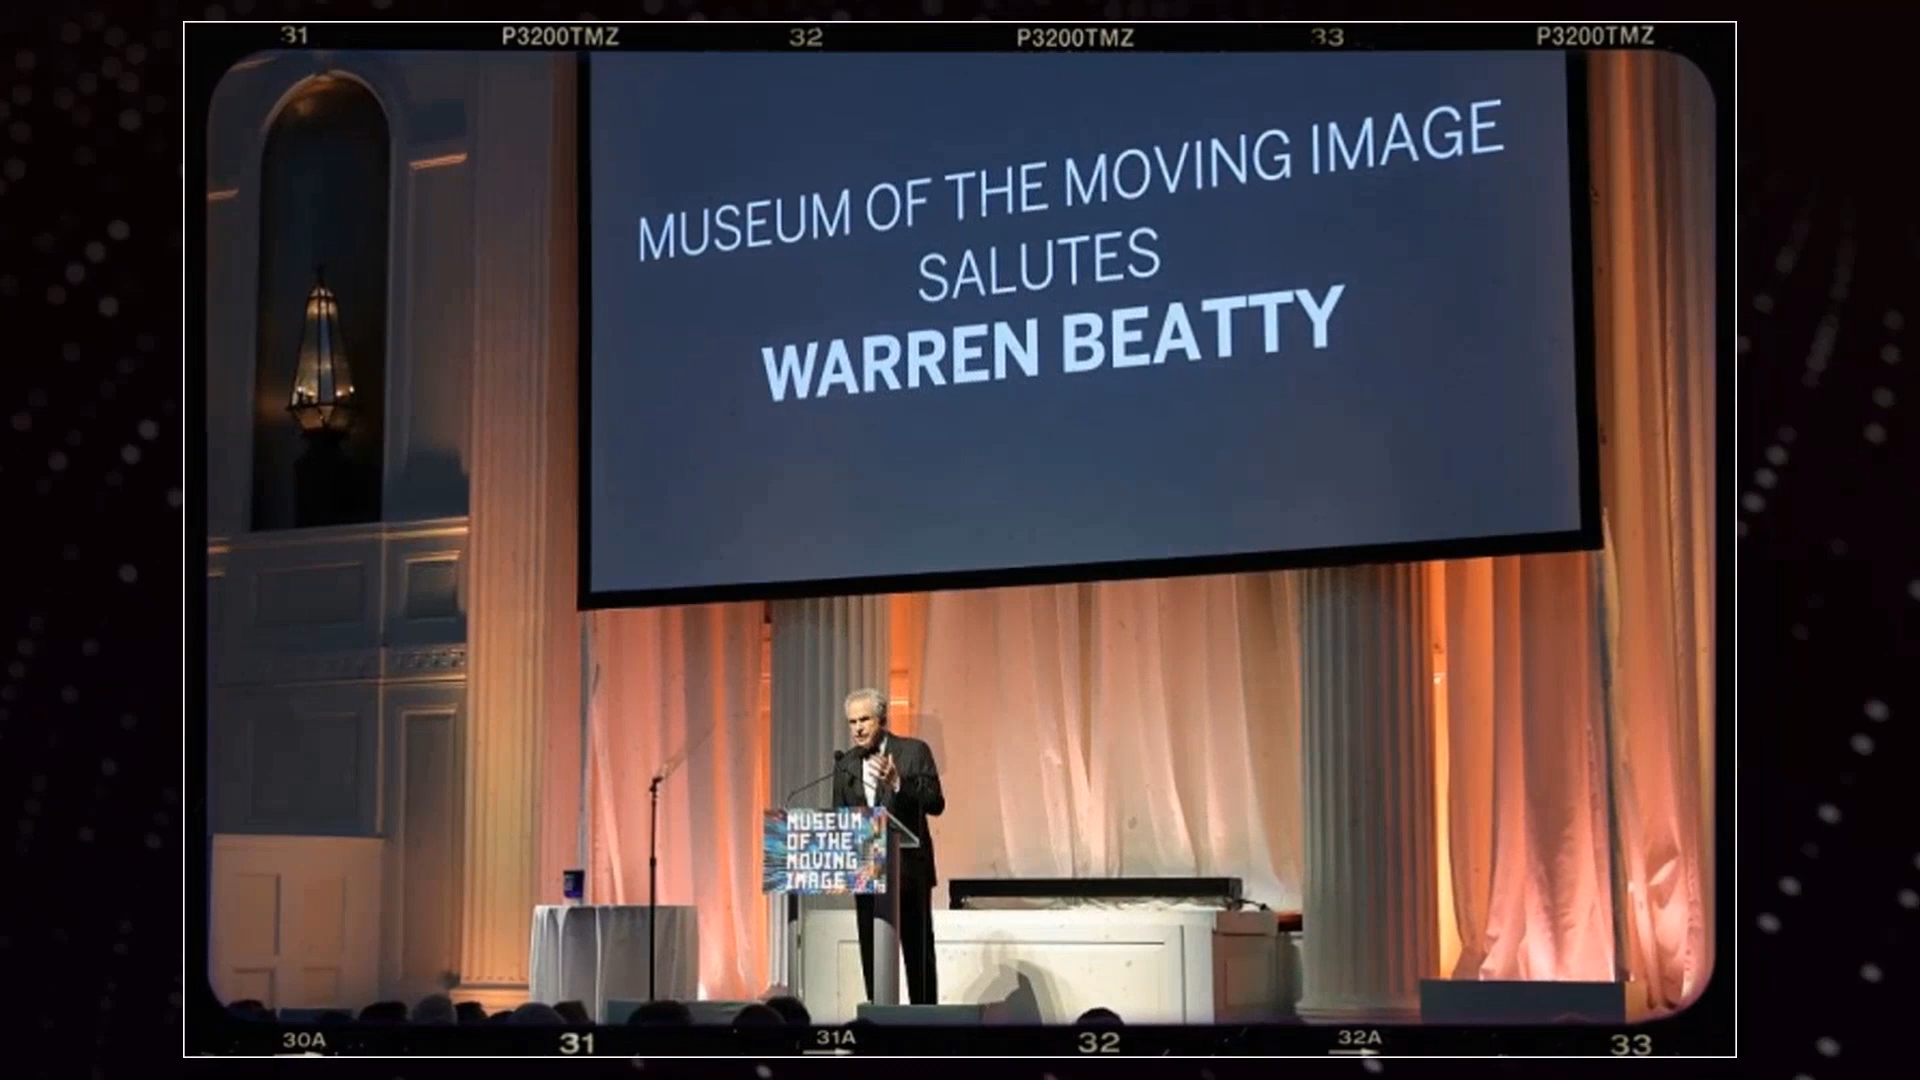 31 P3200TMZ 32 P3200TMZ 33 P3200TMZ
MUSEUM OF THE MOVING IMAGE
SALUTES
WARREN BEATTY
MUSEUM
OF THE
MOVING
IMAGE
30A 31 31A 32 32A 33